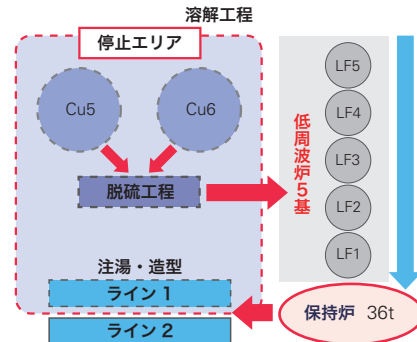 溶解工程
停止エリア
Cu5
Cu6
脱硫工程
低周波炉5基
LF5
LF4
LF3
LF2
LF1
注湯・造型
ライン 1
ライン 2
保持炉 36t